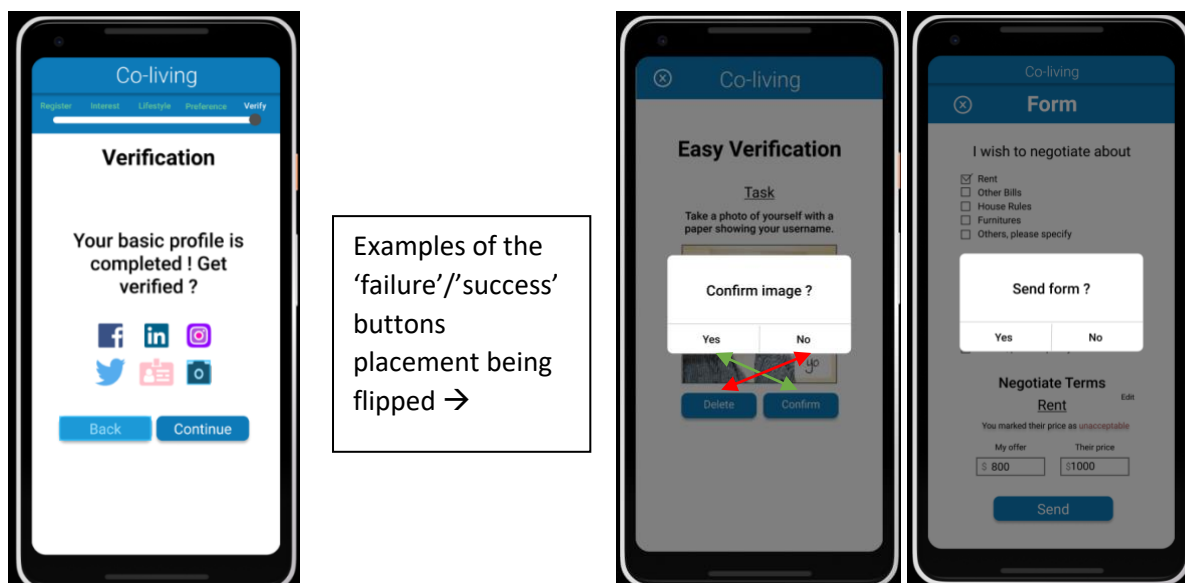 Co-living
Register Interest Lifestyle Preference Verify
Verification
Your basic profile is
completed ! Get
verified ?
Back Continue
Examples of the
‘failure’/’success’
buttons
placement being
flipped →
Co-living
Easy Verification
Task
Take a photo of yourself with a
paper showing your username.
Confirm image ?
Yes No
yo
Delete Confirm
Co-living
Form
I wish to negotiate about
Rent
Other Bills
House Rules
Furnitures
Others, please specify
Send form ?
Yes No
Negotiate Terms
Rent Edit
You marked their price as unacceptable
My offer Their price
$ 800 $1000
Send